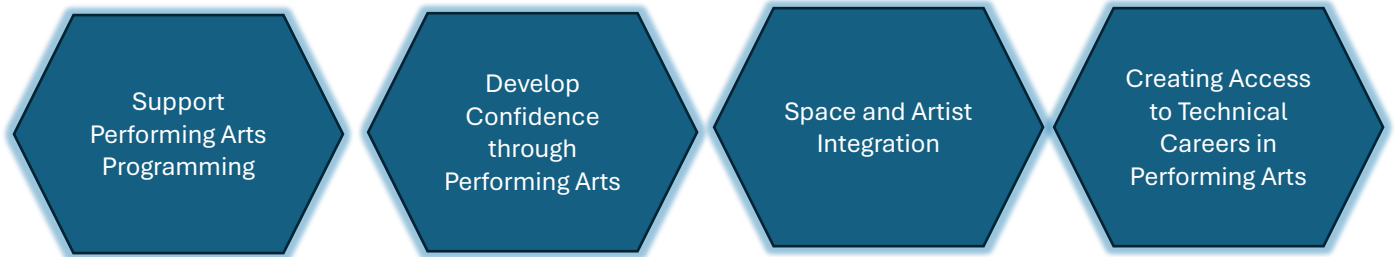 Support
Performing Arts
Programming
Develop
Confidence
through
Performing Arts
Space and Artist
Integration
Creating Access
to Technical
Careers in
Performing Arts